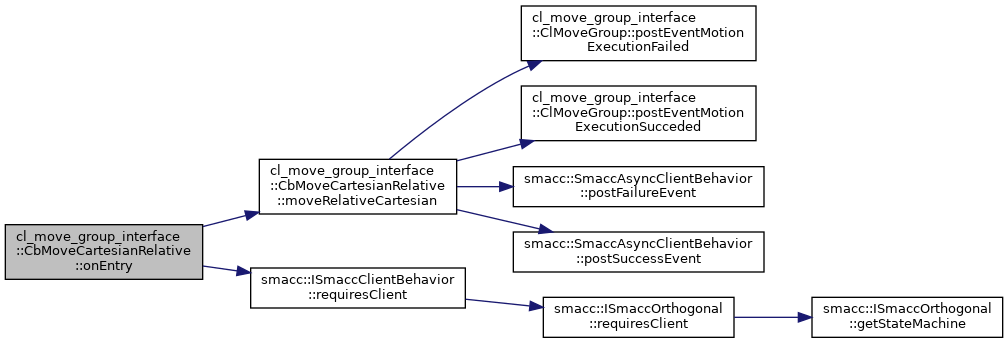 cl_move_group_interface
::ClMoveGroup::postEventMotion
ExecutionFailed
cl_move_group_interface
::ClMoveGroup::postEventMotion
ExecutionSucceded
cl_move_group_interface
::CbMoveCartesianRelative
::moveRelativeCartesian
smacc::SmaccAsyncClientBehavior
::postFailureEvent
cl_move_group_interface
::CbMoveCartesianRelative
::onEntry
smacc::SmaccAsyncClientBehavior
::postSuccessEvent
smacc::ISmaccClientBehavior
::requiresClient
smacc::ISmaccOrthogonal
::requiresClient
smacc::ISmaccOrthogonal
::getStateMachine